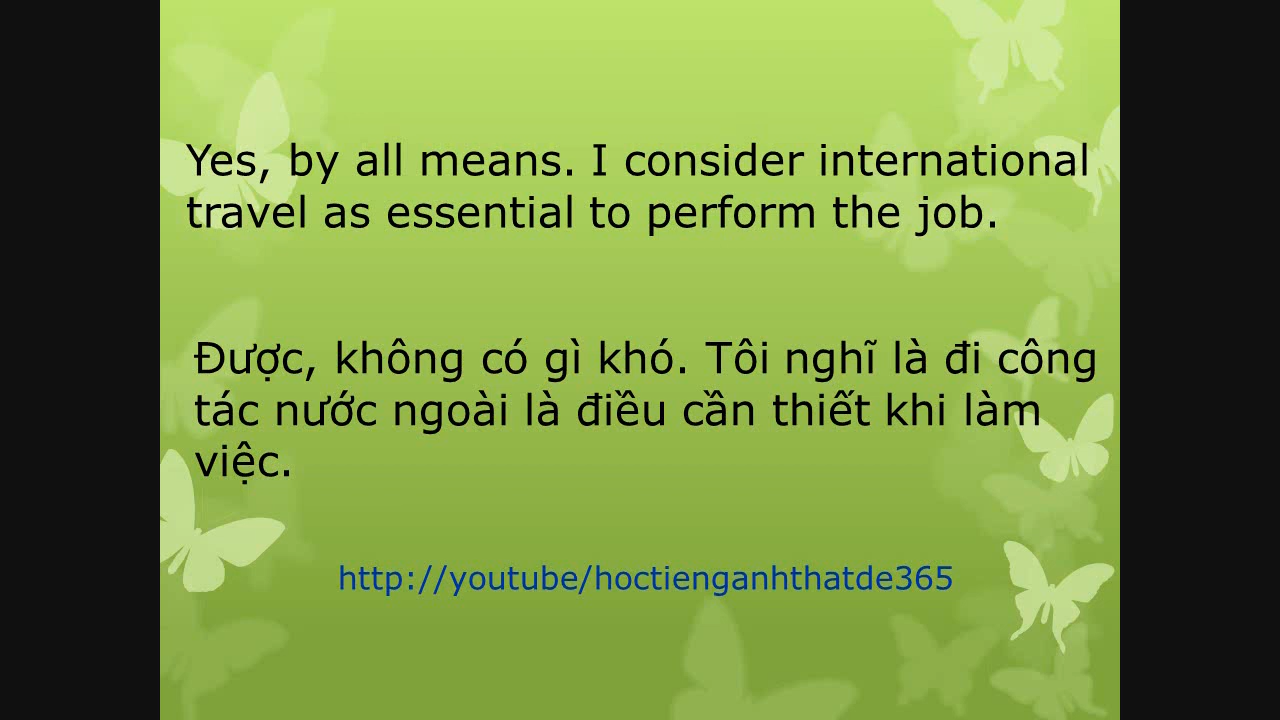 Yes, by all means. I consider international
travel as essential to perform the job.
Được, không có gì khó. Tôi nghĩ là đi công
tác nước ngoài là điều cần thiết khi làm
việc.
http://youtube/hoctienganhthatde365